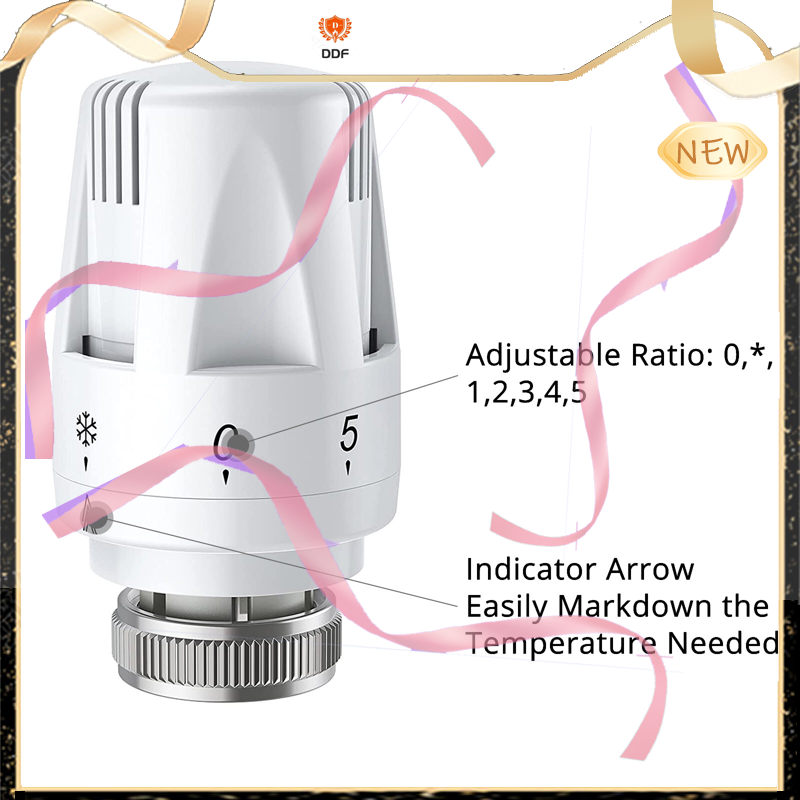 DDF
NEW
Adjustable Ratio: 0,*,
1,2,3,4,5
0
5
Indicator Arrow
Easily Markdown the
Temperature Needed